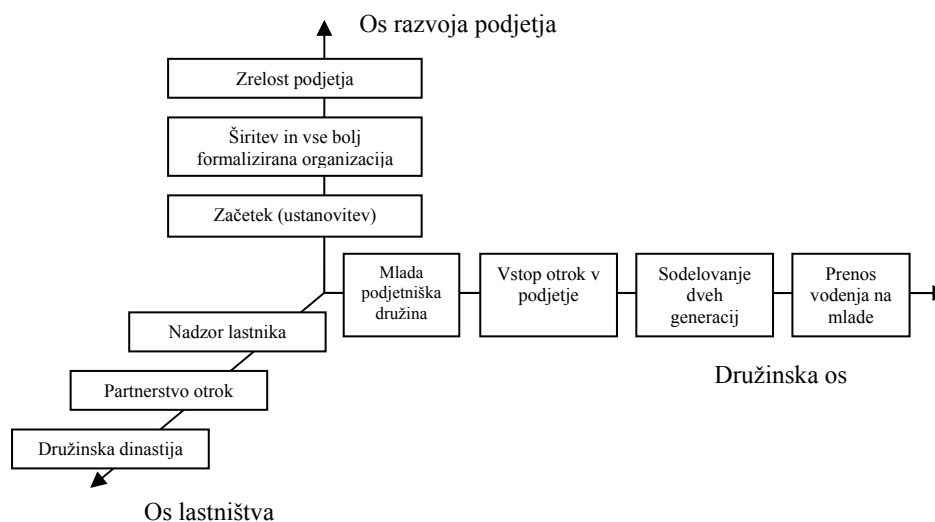 Os razvoja podjetja
Zrelost podjetja
Širitev in vse bolj
formalizirana organizacija
Začetek (ustanovitev)
Mlada
podjetniška
družina
Vstop otrok v
podjetje
Sodelovanje
dveh
generacij
Prenos
vodenja na
mlade
Družinska os
Nadzor lastnika
Partnerstvo otrok
Družinska dinastija
Os lastništva